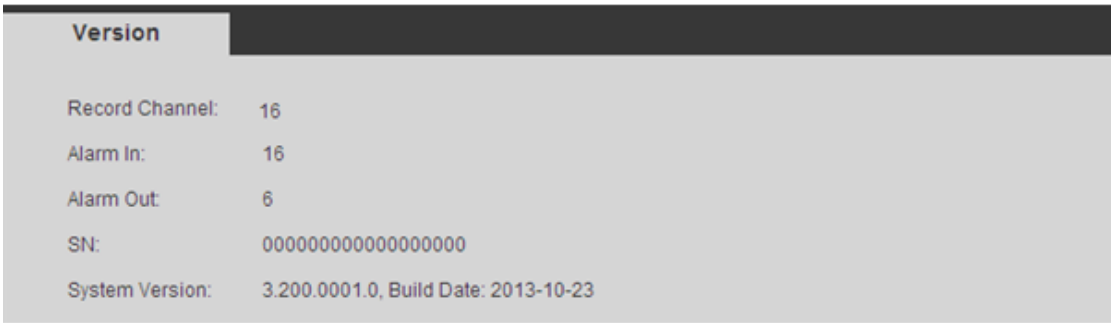 Version
Record Channel: 16
Alarm In: 16
Alarm Out: 6
SN: 000000000000000000
System Version: 3.200.0001.0, Build Date: 2013-10-23